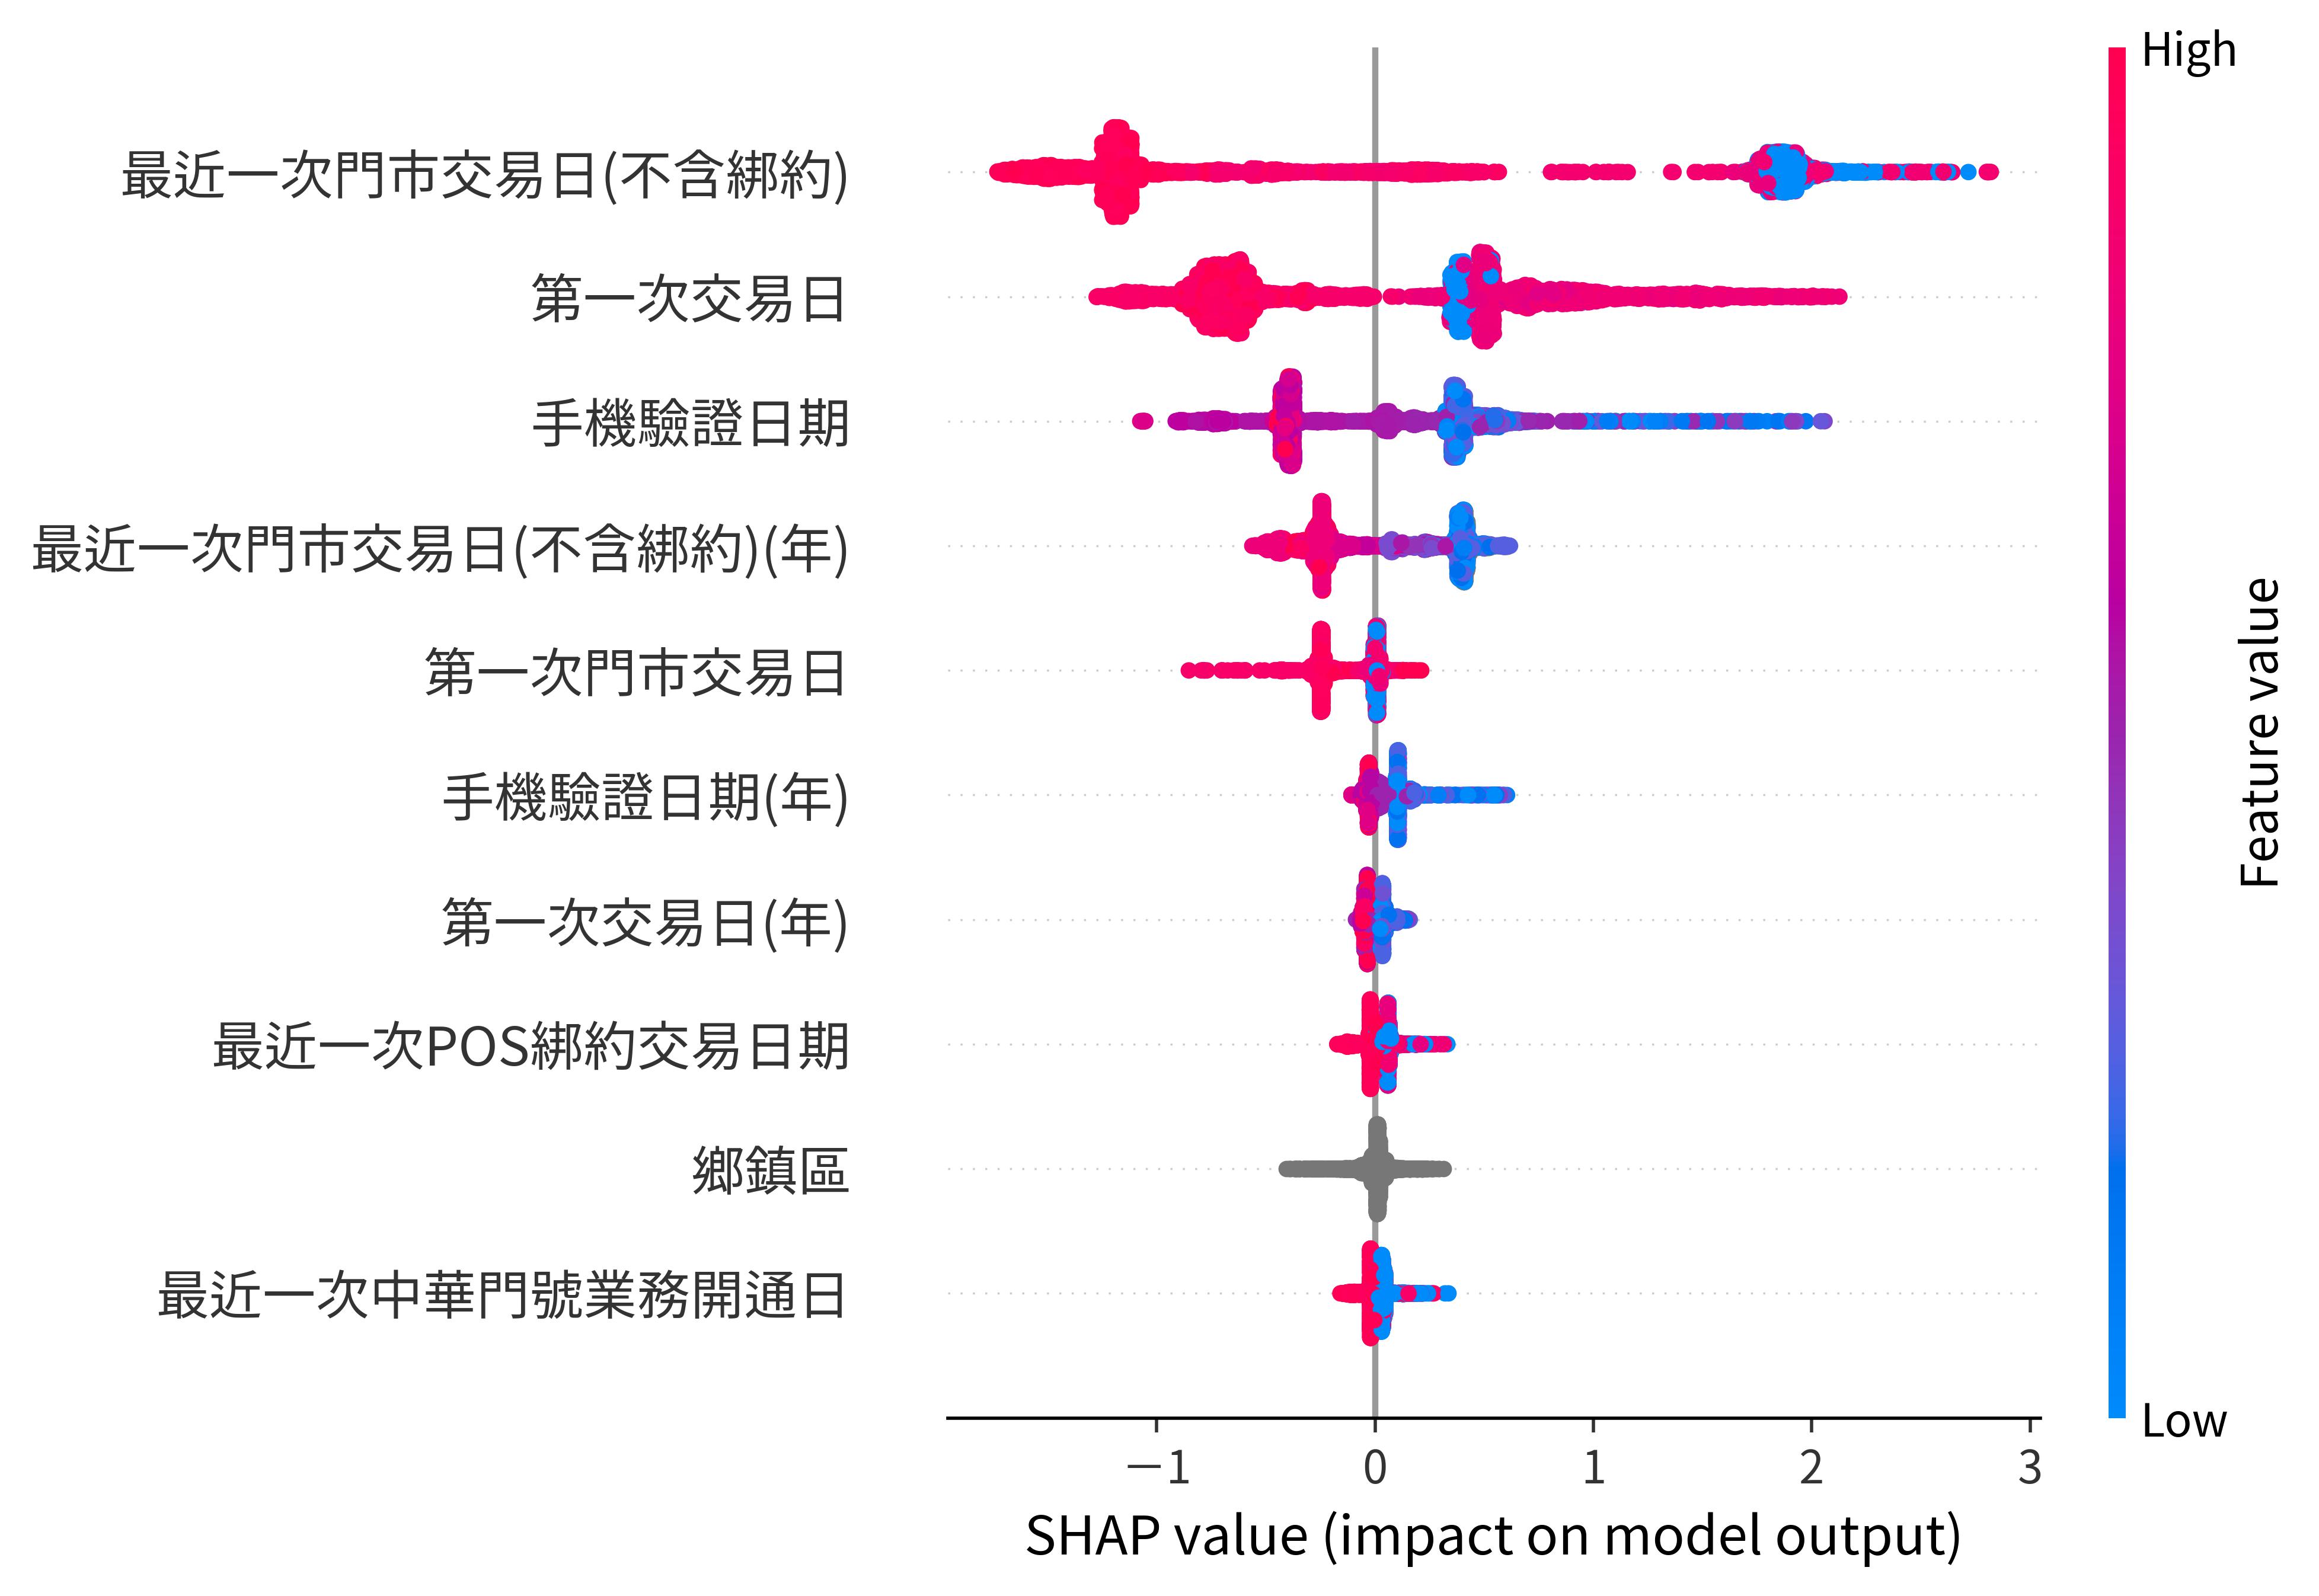 High
最近一次門市交易日(不含綁約)
第一次交易日
手機驗證日期
最近一次門市交易日(不含綁約)(年)
第一次門市交易日
手機驗證日期(年)
第一次交易日(年)
最近一次POS綁約交易日期
鄉鎮區
最近一次中華門號業務開通日
Feature value
Low
−1 0 1 2 3
SHAP value (impact on model output)